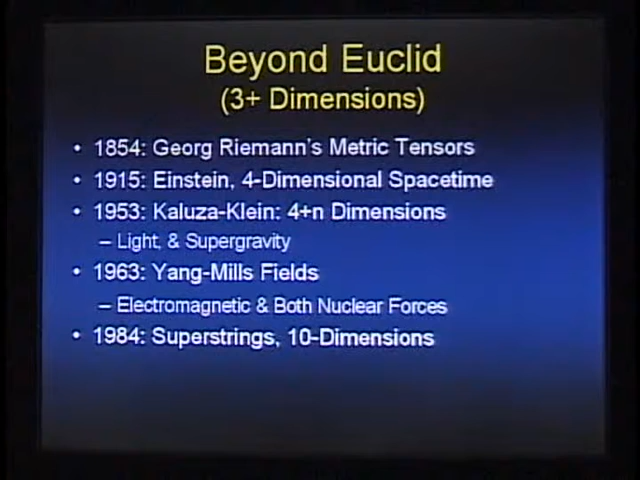 Beyond Euclid
(3+ Dimensions)
• 1854: Georg Riemann's Metric Tensors
• 1915: Einstein, 4-Dimensional Spacetime
• 1953: Kaluza-Klein: 4+n Dimensions
– Light, & Supergravity
• 1963: Yang-Mills Fields
– Electromagnetic & Both Nuclear Forces
• 1984: Superstrings, 10-Dimensions